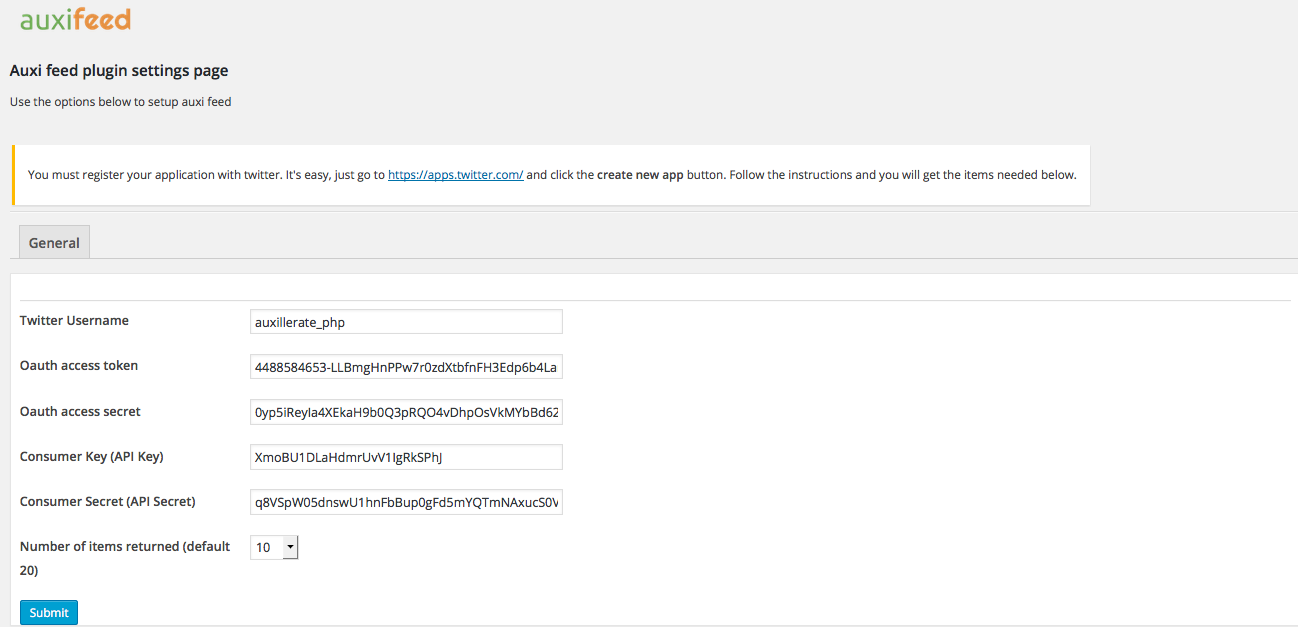 auxifeed
Auxi feed plugin settings page
Use the options below to setup auxi feed
You must register your application with twitter. It's easy, just go to https://apps.twitter.com/ and click the create new app button. Follow the instructions and you will get the items needed below.
General
Twitter Username
auxillerate_php
Oauth access token
4488584653-LLBmgHnPPw7r0zdXtbfnFH3Edp6b4La
Oauth access secret
0yp5iReyIa4XEkaH9b0Q3pRQO4vDhpOsVkMYbBd62
Consumer Key (API Key)
XmoBU1DLaHdmrUvV1IgRkSPhJ
Consumer Secret (API Secret)
q8VSpW05dnswU1hnFbBup0gFd5mYQTmNAxucS0V
Number of items returned (default
20)
10
Submit